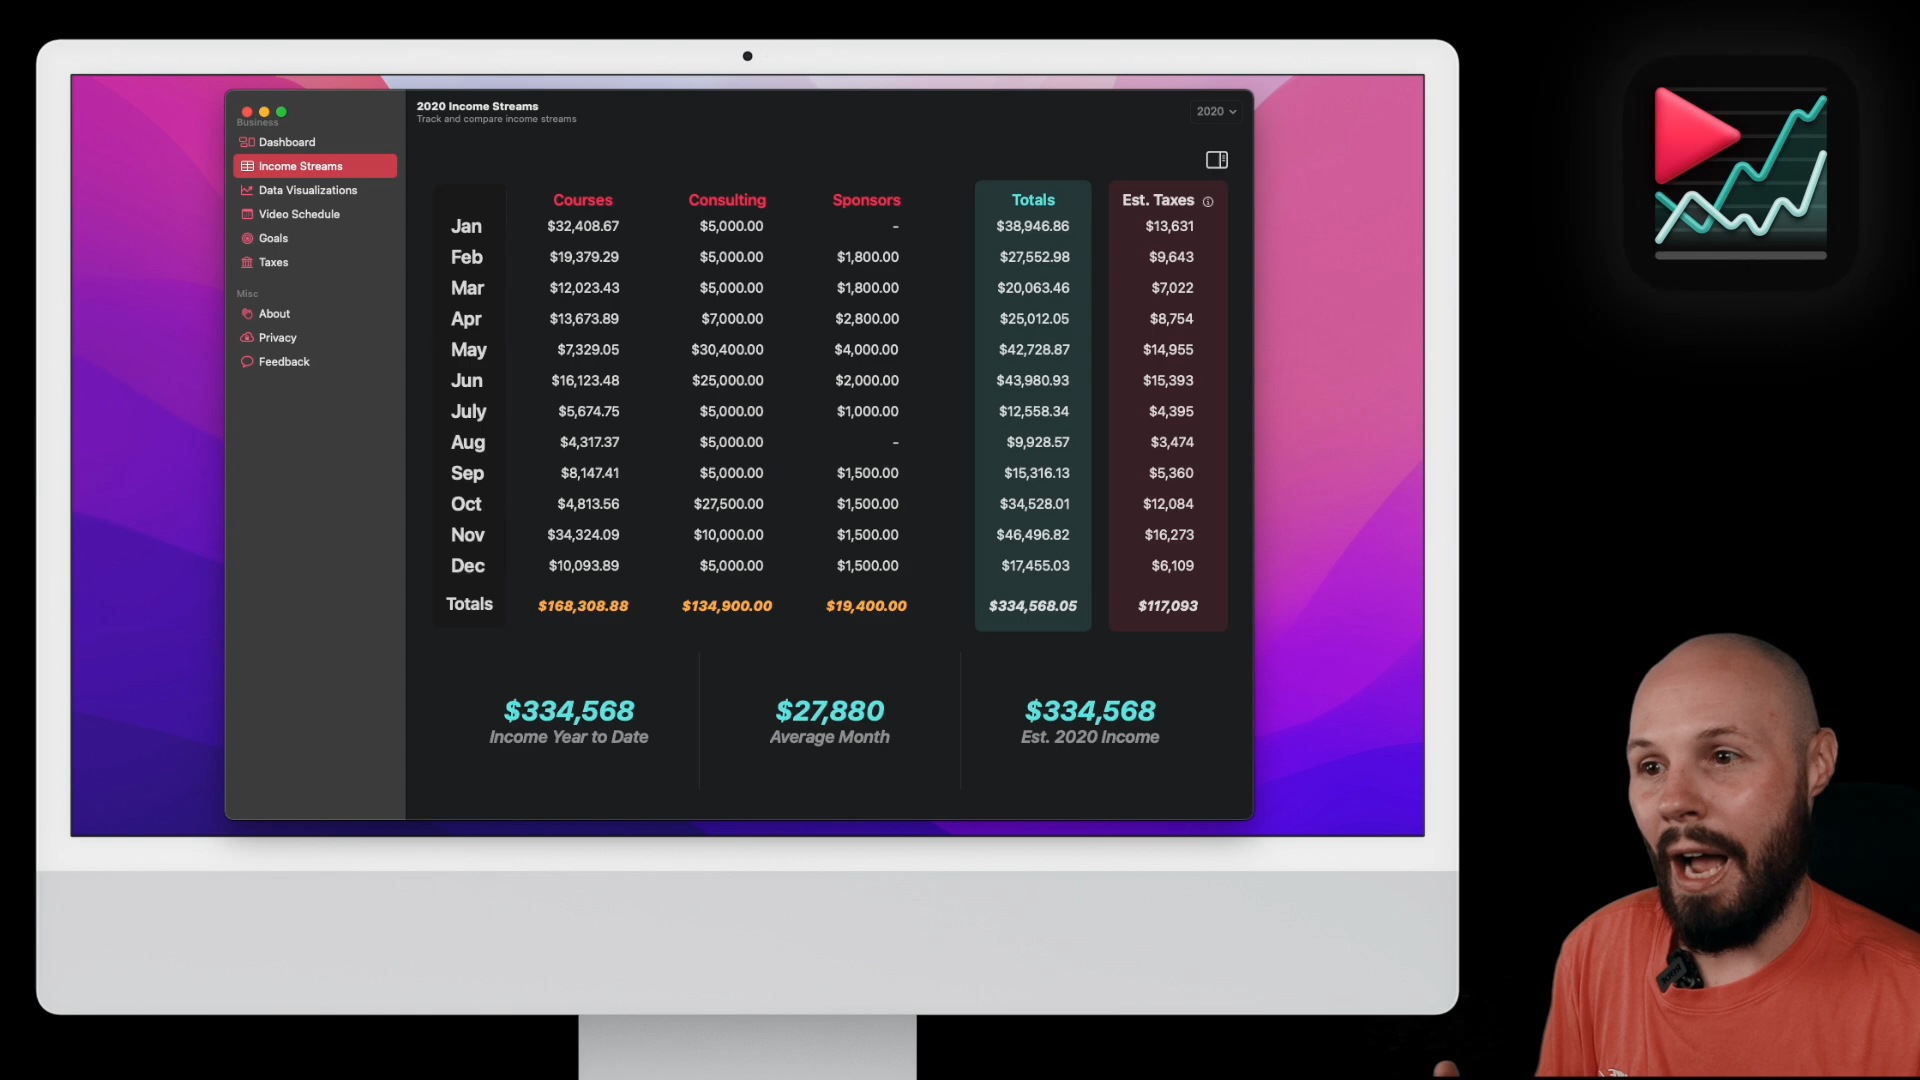 2020 Income Streams
Track and compare income streams
2020
Business
Dashboard
Income Streams
Data Visualizations
Video Schedule
Goals
Taxes
Misc
About
Privacy
Feedback
Courses Consulting Sponsors Totals Est. Taxes
Jan $32,408.67 $5,000.00 - $38,946.86 $13,631
Feb $19,379.29 $5,000.00 $1,800.00 $27,552.98 $9,643
Mar $12,023.43 $5,000.00 $1,800.00 $20,063.46 $7,022
Apr $13,673.89 $7,000.00 $2,800.00 $25,012.05 $8,754
May $7,329.05 $30,400.00 $4,000.00 $42,728.87 $14,955
Jun $16,123.48 $25,000.00 $2,000.00 $43,980.93 $15,393
July $5,674.75 $5,000.00 $1,000.00 $12,558.34 $4,395
Aug $4,317.37 $5,000.00 - $9,928.57 $3,474
Sep $8,147.41 $5,000.00 $1,500.00 $15,316.13 $5,360
Oct $4,813.56 $27,500.00 $1,500.00 $34,528.01 $12,084
Nov $34,324.09 $10,000.00 $1,500.00 $46,496.82 $16,273
Dec $10,093.89 $5,000.00 $1,500.00 $17,455.03 $6,109
Totals $168,308.88 $134,900.00 $19,400.00 $334,568.05 $117,093
$334,568 $27,880 $334,568
Income Year to Date Average Month Est. 2020 Income